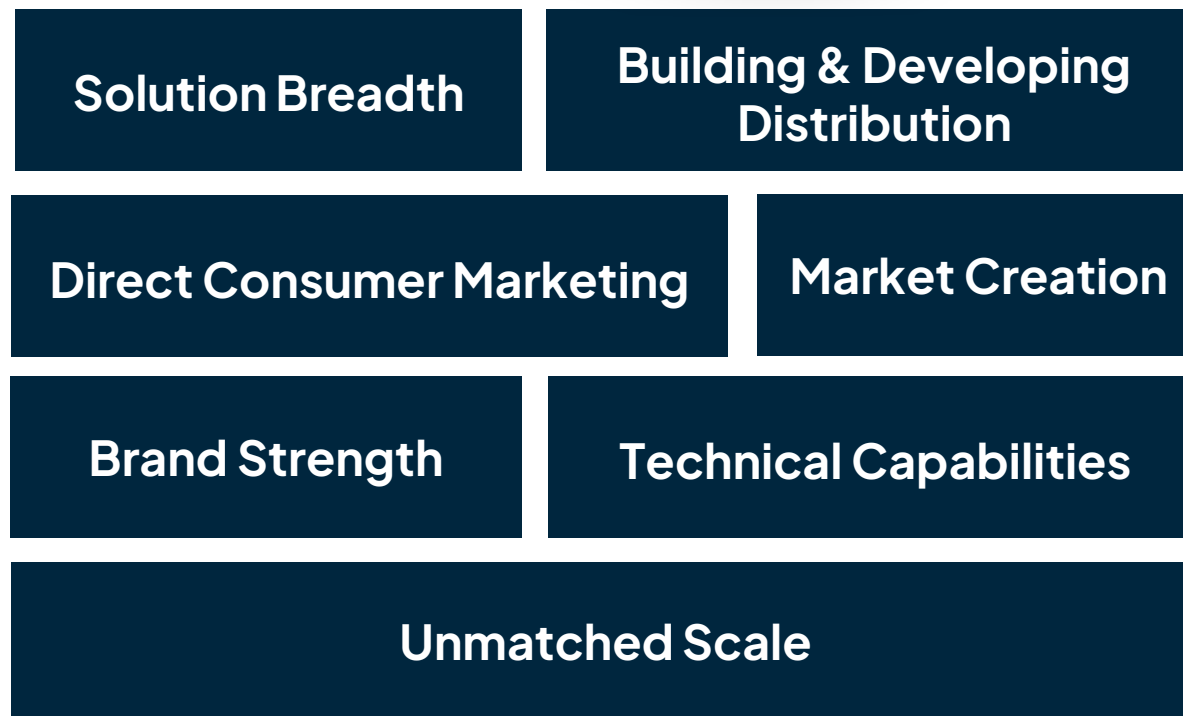 Solution Breadth
Building & Developing
Distribution
Direct Consumer Marketing
Market Creation
Brand Strength
Technical Capabilities
Unmatched Scale